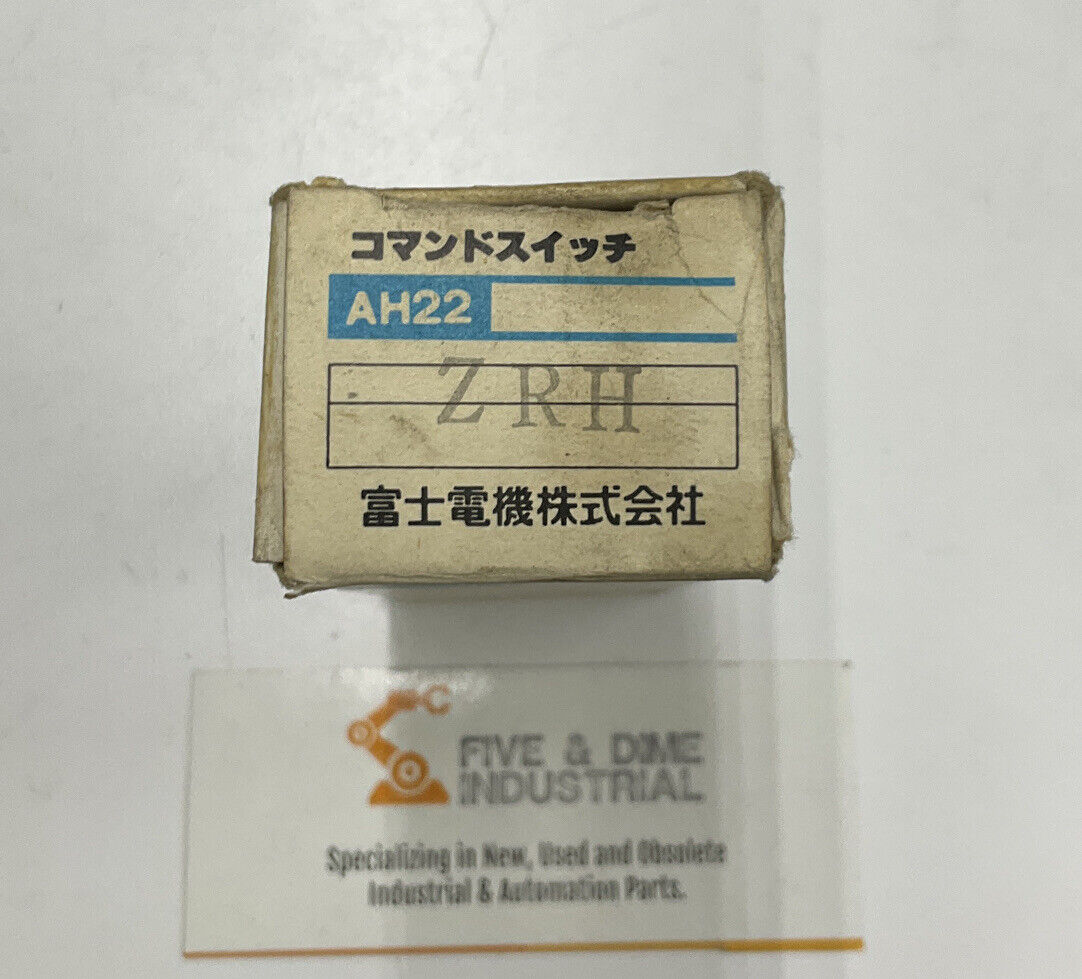 コマンドスイッチ
AH22
ZRH
富士電機株式会社
FIVE & DIME
INDUSTRIAL
Specializing in New, Used and Obsolete
Industrial & Automation Parts.